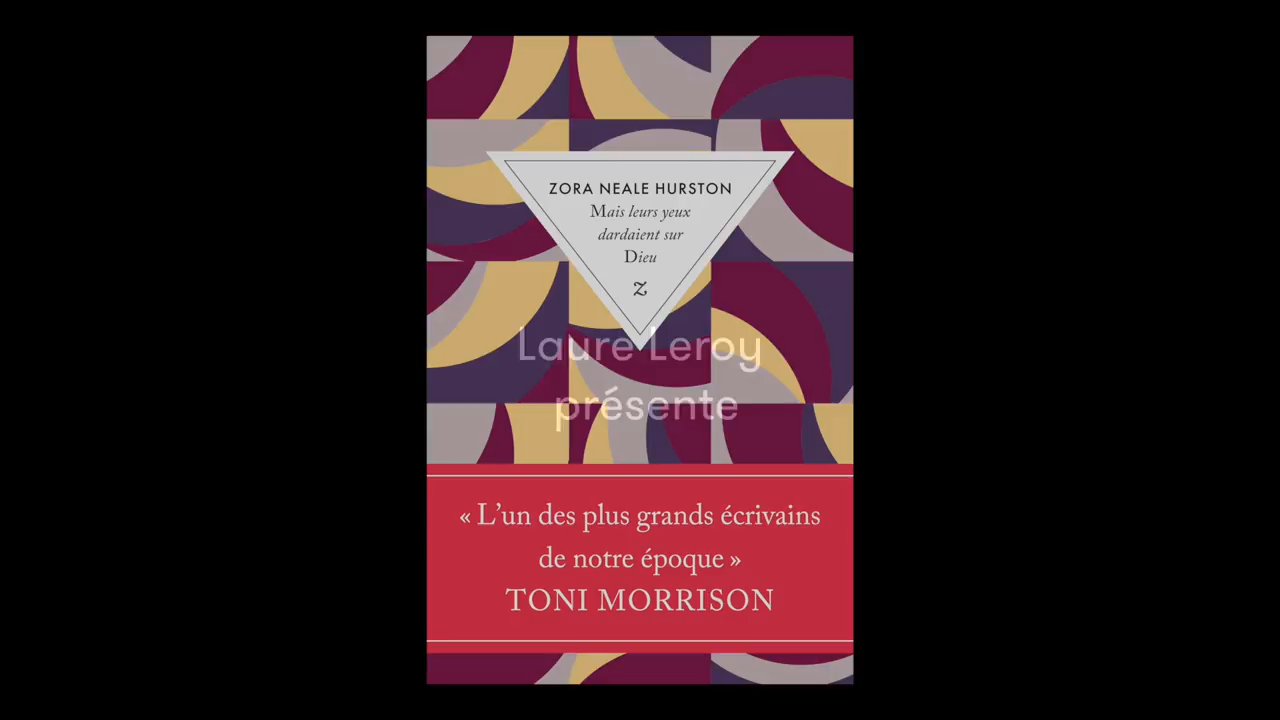 ZORA NEALE HURSTON
Mais leurs yeux
dardaient sur
Dieu
Z
Laure Leroy
présente
« L’un des plus grands écrivains
de notre époque »
TONI MORRISON